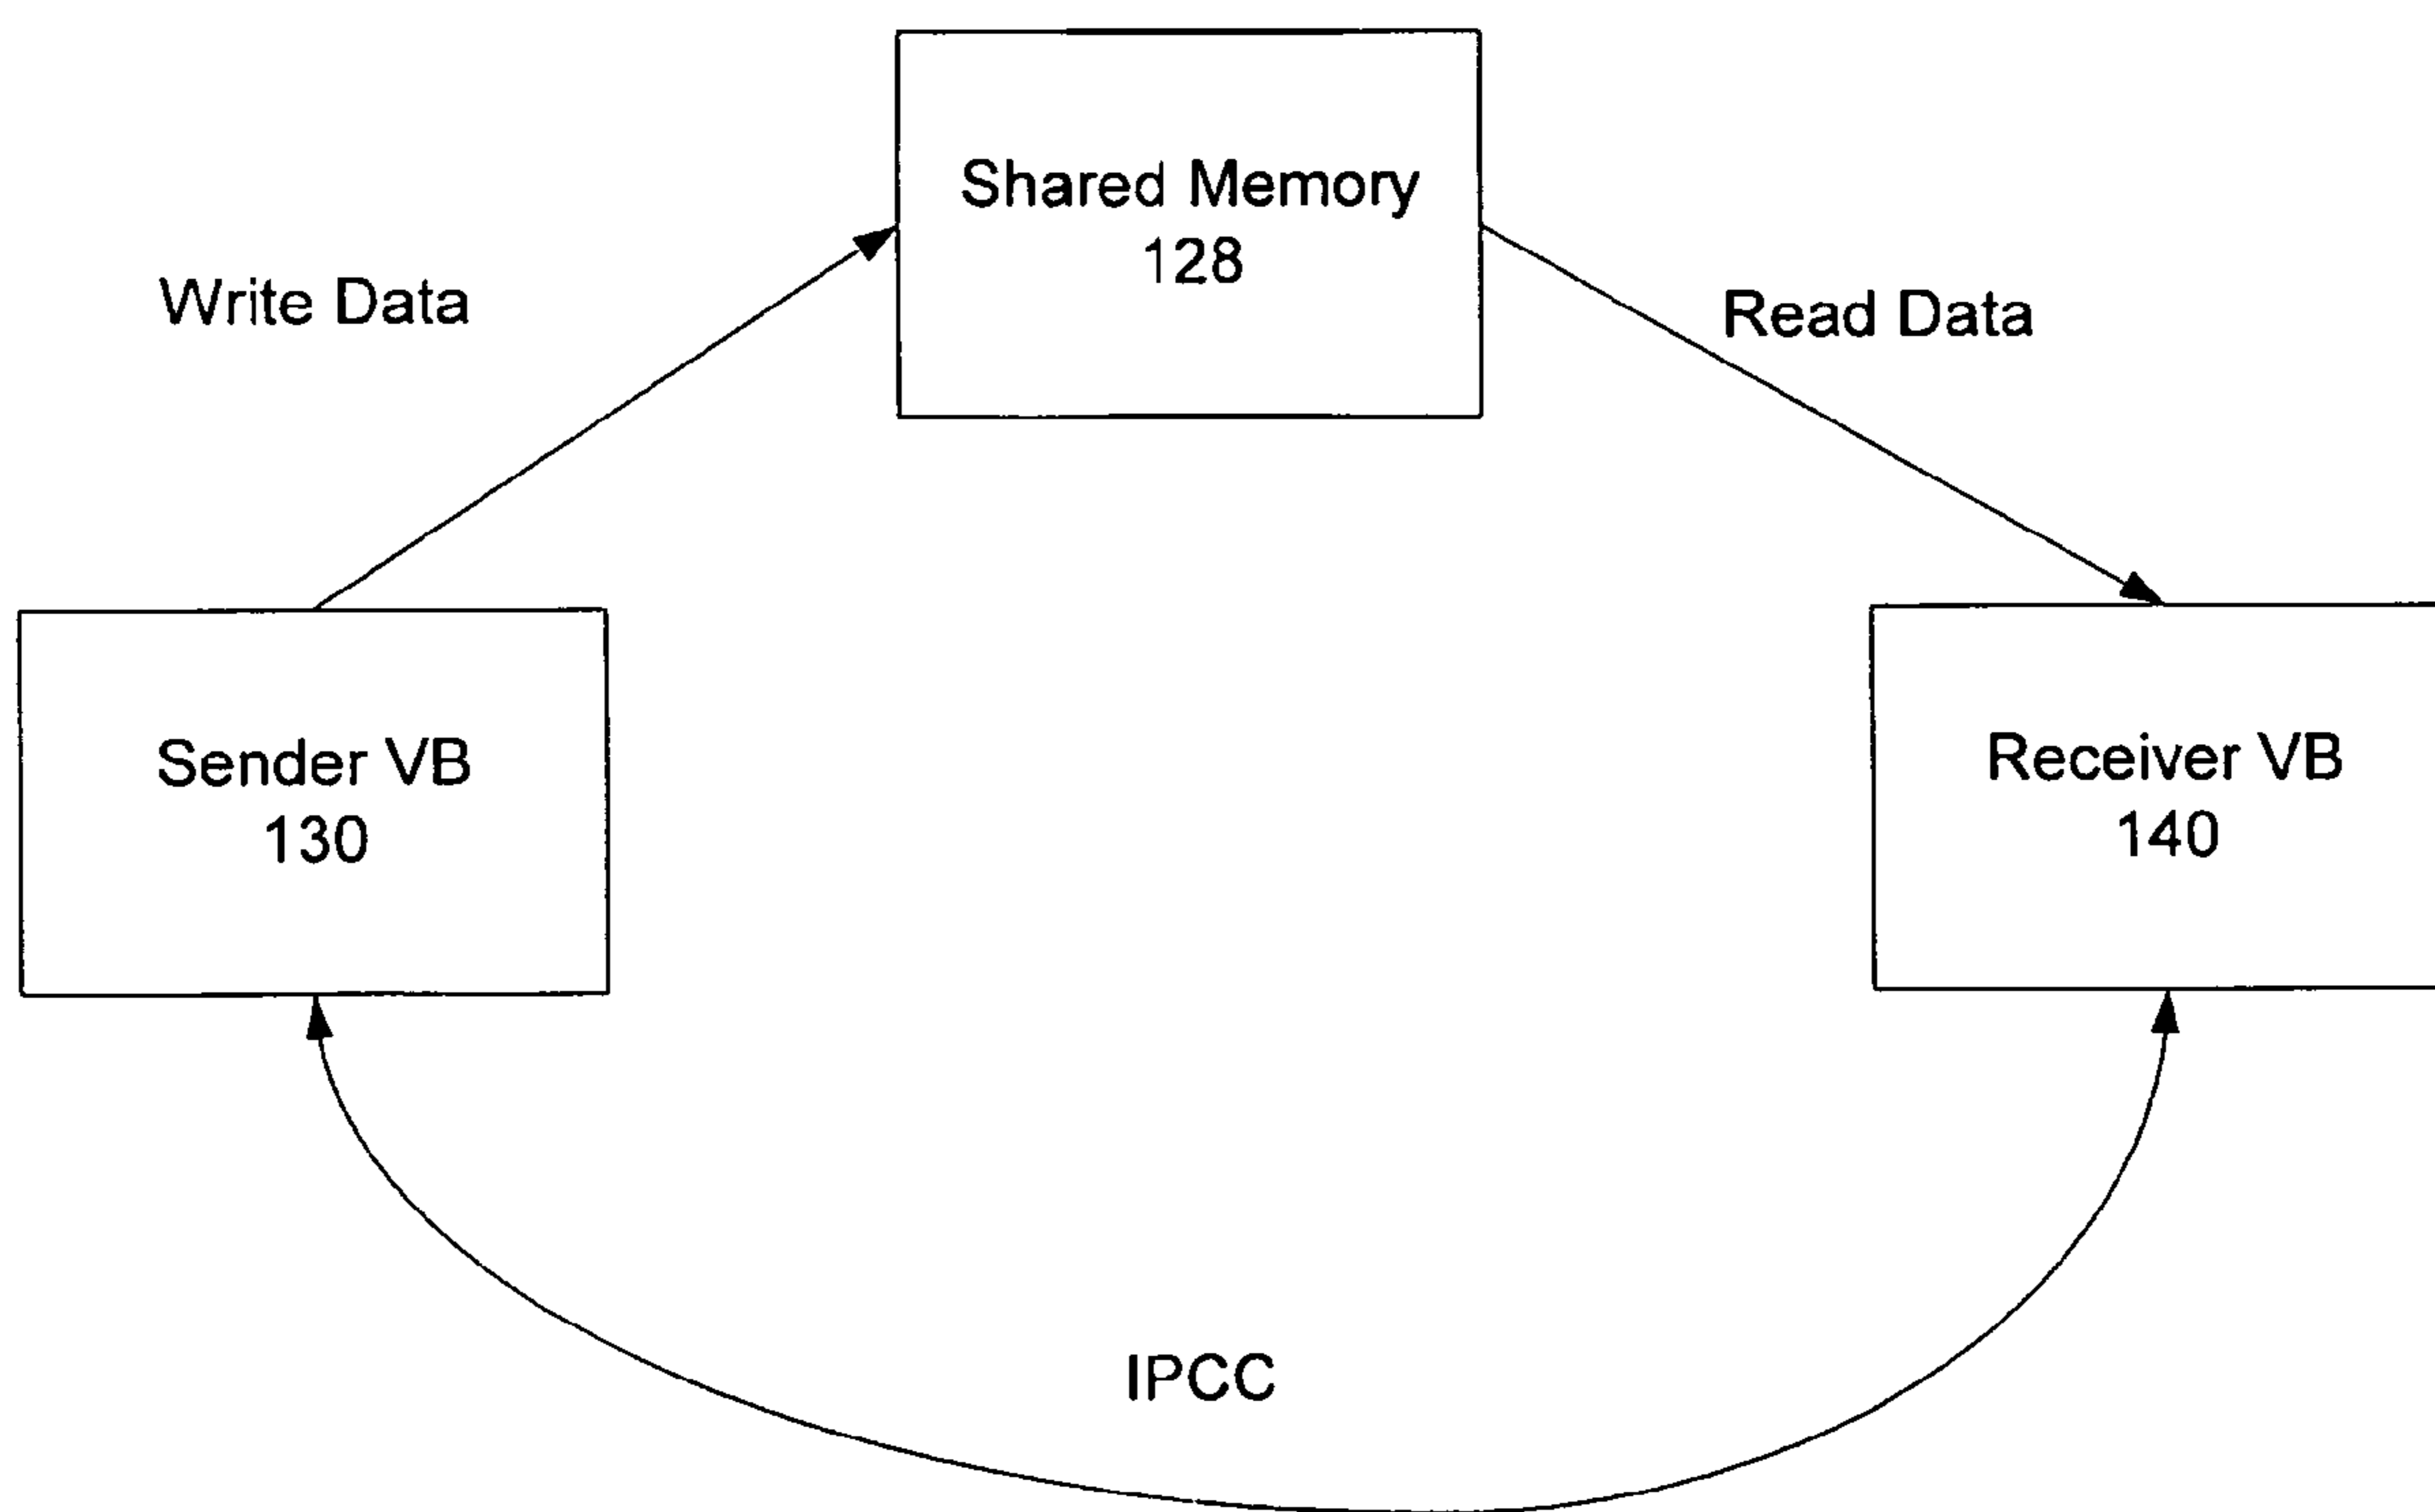 Shared Memory
128
Write Data
Read Data
Sender VB
130
Receiver VB
140
IPCC